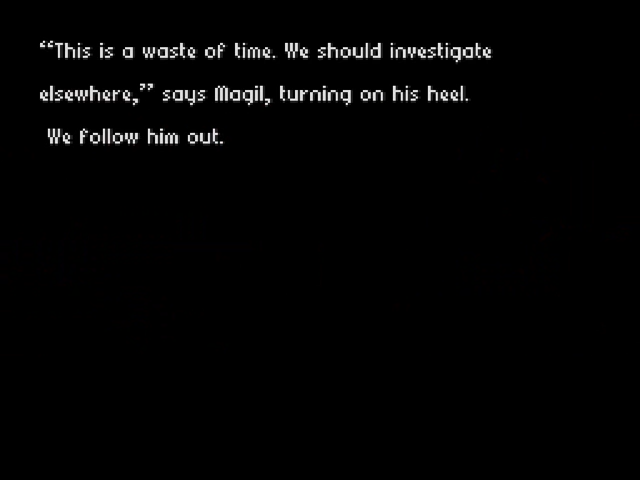 “This is a waste of time. We should investigate
elsewhere,” says Magil, turning on his heel.
We follow him out.